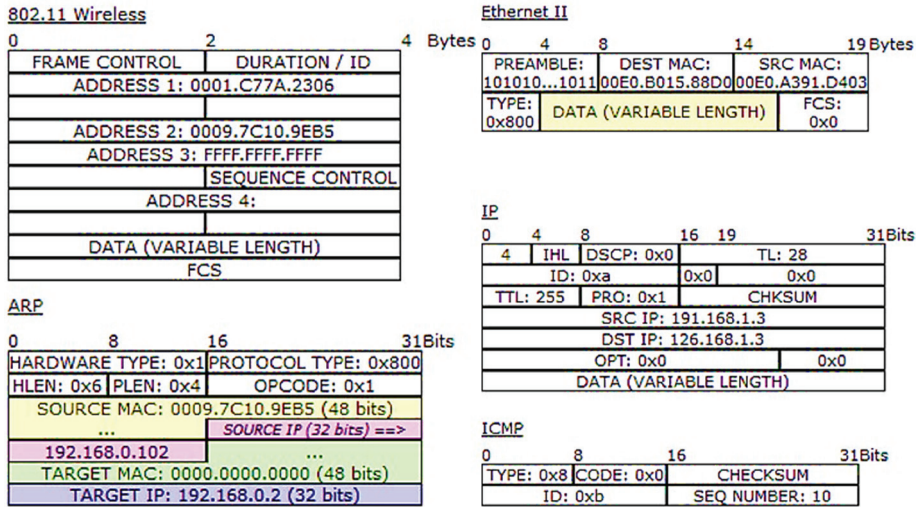 802.11 Wireless
0 2 4 Bytes
FRAME CONTROL DURATION / ID
ADDRESS 1: 0001.C77A.2306
ADDRESS 2: 0009.7C10.9EB5
ADDRESS 3: FFFF.FFFF.FFFF
SEQUENCE CONTROL
ADDRESS 4:
DATA (VARIABLE LENGTH)
FCS
ARP
0 8 16 31Bits
HARDWARE TYPE: 0x1 PROTOCOL TYPE: 0x800
HLEN: 0x6 PLEN: 0x4 OPCODE: 0x1
SOURCE MAC: 0009.7C10.9EB5 (48 bits)
... SOURCE IP (32 bits) ==>
192.168.0.102 ...
TARGET MAC: 0000.0000.0000 (48 bits)
TARGET IP: 192.168.0.2 (32 bits)
Ethernet II
0 4 8 14 19 Bytes
PREAMBLE: DEST MAC: SRC MAC:
101010...1011 00E0.B015.88D0 00E0.A391.D403
TYPE: DATA (VARIABLE LENGTH) FCS:
0x800 0x0
IP
0 4 8 16 19 31Bits
4 IHL DSCP: 0x0 TL: 28
ID: 0xa 0x0 0x0
TTL: 255 PRO: 0x1 CHKSUM
SRC IP: 191.168.1.3
DST IP: 126.168.1.3
OPT: 0x0 0x0
DATA (VARIABLE LENGTH)
ICMP
0 8 16 31Bits
TYPE: 0x8 CODE: 0x0 CHECKSUM
ID: 0xb SEQ NUMBER: 10